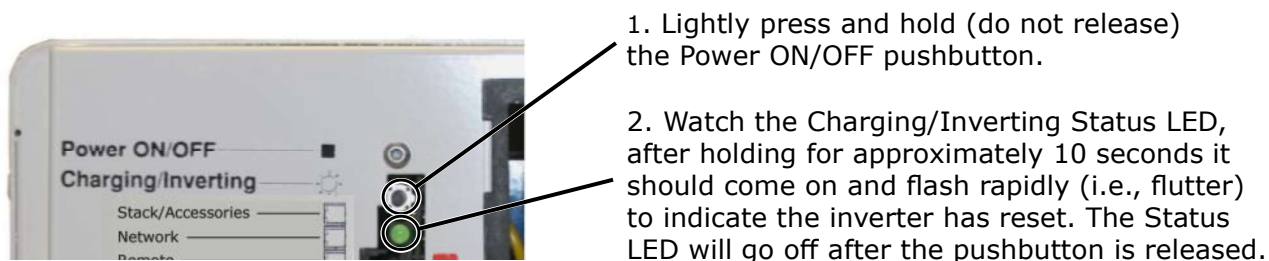 1. Lightly press and hold (do not release)
the Power ON/OFF pushbutton.
2. Watch the Charging/Inverting Status LED,
after holding for approximately 10 seconds it
should come on and flash rapidly (i.e., flutter)
to indicate the inverter has reset. The Status
LED will go off after the pushbutton is released.
Power ON/OFF
Charging/Inverting
Stack/Accessories
Network
Remote